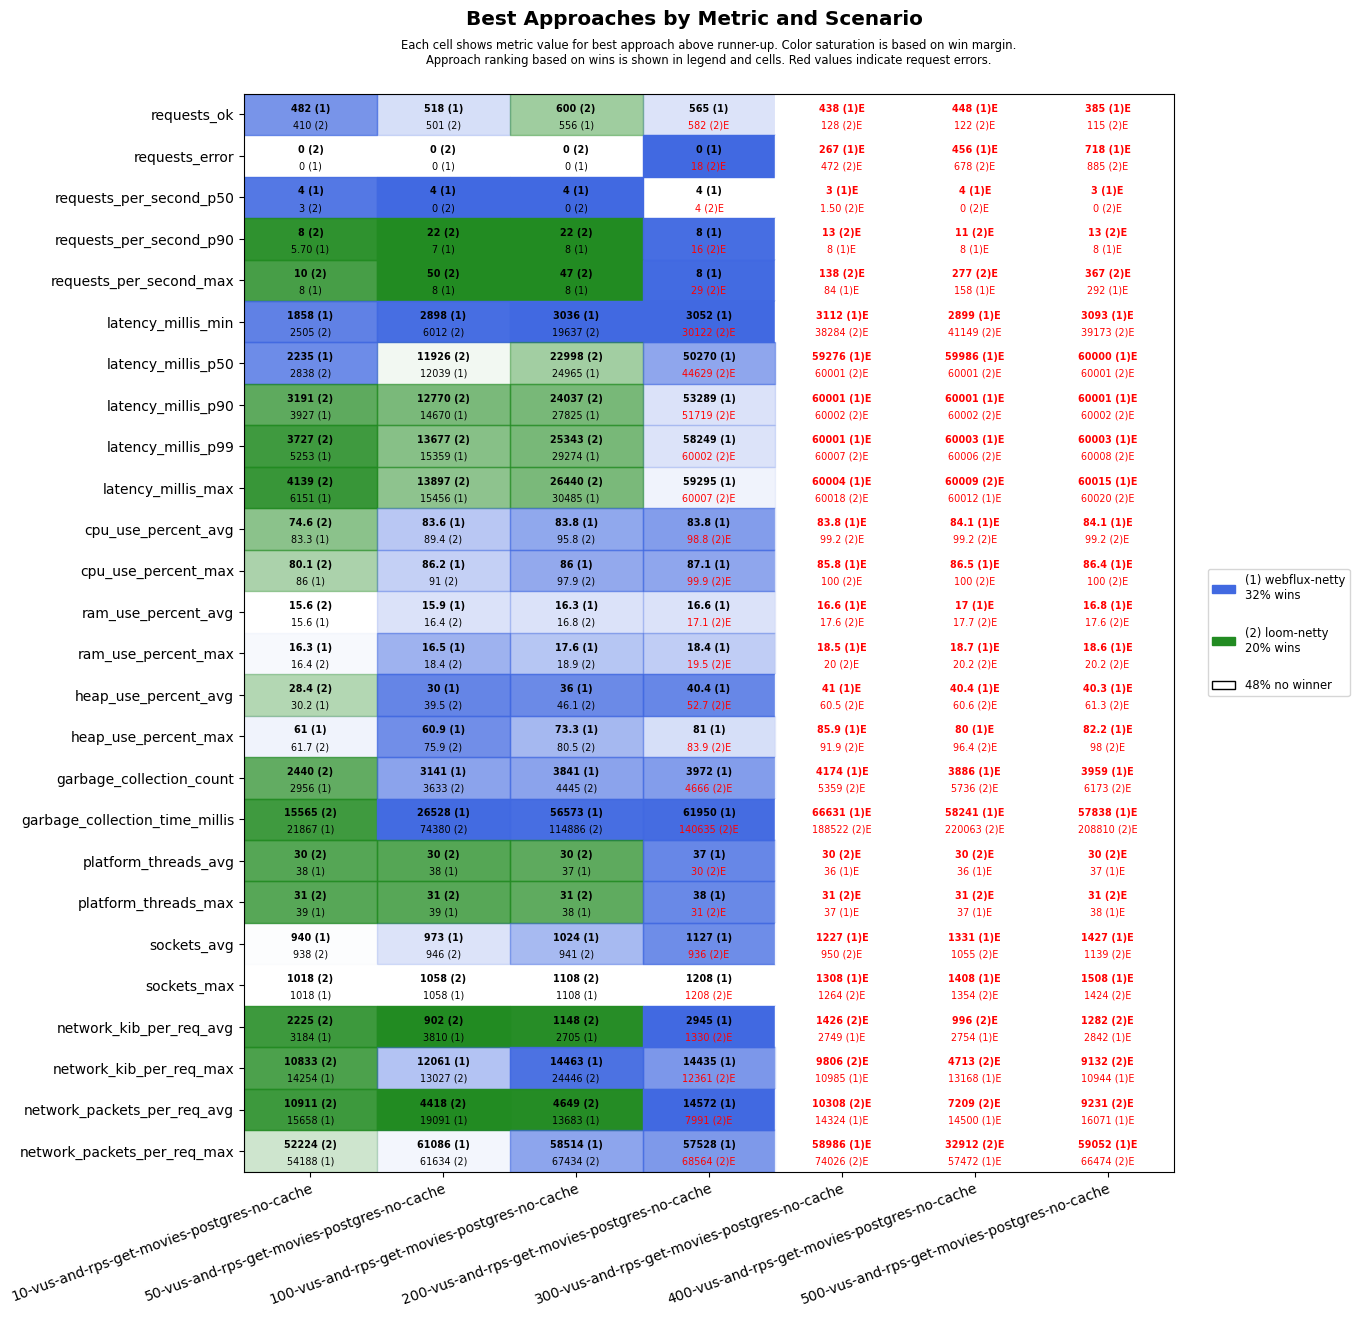 Best Approaches by Metric and Scenario
Each cell shows metric value for best approach above runner-up. Color saturation is based on win margin.
Approach ranking based on wins is shown in legend and cells. Red values indicate request errors.
requests_ok
482 (1) 518 (1) 600 (2) 565 (1) 438 (1)E 448 (1)E 385 (1)E
410 (2) 501 (2) 556 (1) 582 (2)E 128 (2)E 122 (2)E 115 (2)E
requests_error
0 (2) 0 (2) 0 (2) 0 (1) 267 (1)E 456 (1)E 718 (1)E
0 (1) 0 (1) 0 (1) 18 (2)E 472 (2)E 678 (2)E 885 (2)E
requests_per_second_p50
4 (1) 4 (1) 4 (1) 4 (1) 3 (1)E 4 (1)E 3 (1)E
3 (2) 0 (2) 0 (2) 4 (2)E 1.50 (2)E 0 (2)E 0 (2)E
requests_per_second_p90
8 (2) 22 (2) 22 (2) 8 (1) 13 (2)E 11 (2)E 13 (2)E
5.70 (1) 7 (1) 8 (1) 16 (2)E 8 (1)E 8 (1)E 8 (1)E
requests_per_second_max
10 (2) 50 (2) 47 (2) 8 (1) 138 (2)E 277 (2)E 367 (2)E
8 (1) 8 (1) 8 (1) 29 (2)E 84 (1)E 158 (1)E 292 (1)E
latency_millis_min
1858 (1) 2898 (1) 3036 (1) 3052 (1) 3112 (1)E 2899 (1)E 3093 (1)E
2505 (2) 6012 (2) 19637 (2) 30122 (2)E 38284 (2)E 41149 (2)E 39173 (2)E
latency_millis_p50
2235 (1) 11926 (2) 22998 (2) 50270 (1) 59276 (1)E 59986 (1)E 60000 (1)E
2838 (2) 12039 (1) 24965 (1) 44629 (2)E 60001 (2)E 60001 (2)E 60001 (2)E
latency_millis_p90
3191 (2) 12770 (2) 24037 (2) 53289 (1) 60001 (1)E 60001 (1)E 60001 (1)E
3927 (1) 14670 (1) 27825 (1) 51719 (2)E 60002 (2)E 60002 (2)E 60002 (2)E
latency_millis_p99
3727 (2) 13677 (2) 25343 (2) 58249 (1) 60001 (1)E 60003 (1)E 60003 (1)E
5253 (1) 15359 (1) 29274 (1) 60002 (2)E 60007 (2)E 60006 (2)E 60008 (2)E
latency_millis_max
4139 (2) 13897 (2) 26440 (2) 59295 (1) 60004 (1)E 60009 (2)E 60015 (1)E
6151 (1) 15456 (1) 30485 (1) 60007 (2)E 60018 (2)E 60012 (1)E 60020 (2)E
cpu_use_percent_avg
74.6 (2) 83.6 (1) 83.8 (1) 83.8 (1) 83.8 (1)E 84.1 (1)E 84.1 (1)E
83.3 (1) 89.4 (2) 95.8 (2) 98.8 (2)E 99.2 (2)E 99.2 (2)E 99.2 (2)E
cpu_use_percent_max
80.1 (2) 86.2 (1) 86 (1) 87.1 (1) 85.8 (1)E 86.5 (1)E 86.4 (1)E
86 (1) 91 (2) 97.9 (2) 99.9 (2)E 100 (2)E 100 (2)E 100 (2)E
ram_use_percent_avg
15.6 (2) 15.9 (1) 16.3 (1) 16.6 (1) 16.6 (1)E 17 (1)E 16.8 (1)E
15.6 (1) 16.4 (2) 16.8 (2) 17.1 (2)E 17.6 (2)E 17.7 (2)E 17.6 (2)E
ram_use_percent_max
16.3 (1) 16.5 (1) 17.6 (1) 18.4 (1) 18.5 (1)E 18.7 (1)E 18.6 (1)E
16.4 (2) 18.4 (2) 18.9 (2) 19.5 (2)E 20 (2)E 20.2 (2)E 20.2 (2)E
heap_use_percent_avg
28.4 (2) 30 (1) 36 (1) 40.4 (1) 41 (1)E 40.4 (1)E 40.3 (1)E
30.2 (1) 39.5 (2) 46.1 (2) 52.7 (2)E 60.5 (2)E 60.6 (2)E 61.3 (2)E
heap_use_percent_max
61 (1) 60.9 (1) 73.3 (1) 81 (1) 85.9 (1)E 80 (1)E 82.2 (1)E
61.7 (2) 75.9 (2) 80.5 (2) 83.9 (2)E 91.9 (2)E 96.4 (2)E 98 (2)E
garbage_collection_count
2440 (2) 3141 (1) 3841 (1) 3972 (1) 4174 (1)E 3886 (1)E 3959 (1)E
2956 (1) 3633 (2) 4445 (2) 4666 (2)E 5359 (2)E 5736 (2)E 6173 (2)E
garbage_collection_time_millis
15565 (2) 26528 (1) 56573 (1) 61950 (1) 66631 (1)E 58241 (1)E 57838 (1)E
21867 (1) 74380 (2) 114886 (2) 140635 (2)E 188522 (2)E 220063 (2)E 208810 (2)E
platform_threads_avg
30 (2) 30 (2) 30 (2) 37 (1) 30 (2)E 30 (2)E 30 (2)E
38 (1) 38 (1) 37 (1) 30 (2)E 36 (1)E 36 (1)E 37 (1)E
platform_threads_max
31 (2) 31 (2) 31 (2) 38 (1) 31 (2)E 31 (2)E 31 (2)E
39 (1) 39 (1) 38 (1) 31 (2)E 37 (1)E 37 (1)E 38 (1)E
sockets_avg
940 (1) 973 (1) 1024 (1) 1127 (1) 1227 (1)E 1331 (1)E 1427 (1)E
938 (2) 946 (2) 941 (2) 936 (2)E 950 (2)E 1055 (2)E 1139 (2)E
sockets_max
1018 (2) 1058 (2) 1108 (2) 1208 (1) 1308 (1)E 1408 (1)E 1508 (1)E
1018 (1) 1058 (1) 1108 (1) 1208 (2)E 1264 (2)E 1354 (2)E 1424 (2)E
network_kib_per_req_avg
2225 (2) 902 (2) 1148 (2) 2945 (1) 1426 (2)E 996 (2)E 1282 (2)E
3184 (1) 3810 (1) 2705 (1) 1330 (2)E 2749 (1)E 2754 (1)E 2842 (1)E
network_kib_per_req_max
10833 (2) 12061 (1) 14463 (1) 14435 (1) 9806 (2)E 4713 (2)E 9132 (2)E
14254 (1) 13027 (2) 24446 (2) 12361 (2)E 10985 (1)E 13168 (1)E 10944 (1)E
network_packets_per_req_avg
10911 (2) 4418 (2) 4649 (2) 14572 (1) 10308 (2)E 7209 (2)E 9231 (2)E
15658 (1) 19091 (1) 13683 (1) 7991 (2)E 14324 (1)E 14500 (1)E 16071 (1)E
network_packets_per_req_max
52224 (2) 61086 (1) 58514 (1) 57528 (1) 58986 (1)E 32912 (2)E 59052 (1)E
54188 (1) 61634 (2) 67434 (2) 68564 (2)E 74026 (2)E 57472 (1)E 66474 (2)E
10-vus-and-rps-get-movies-postgres-no-cache
50-vus-and-rps-get-movies-postgres-no-cache
100-vus-and-rps-get-movies-postgres-no-cache
200-vus-and-rps-get-movies-postgres-no-cache
300-vus-and-rps-get-movies-postgres-no-cache
400-vus-and-rps-get-movies-postgres-no-cache
500-vus-and-rps-get-movies-postgres-no-cache
(1) webflux-netty
32% wins
(2) loom-netty
20% wins
48% no winner